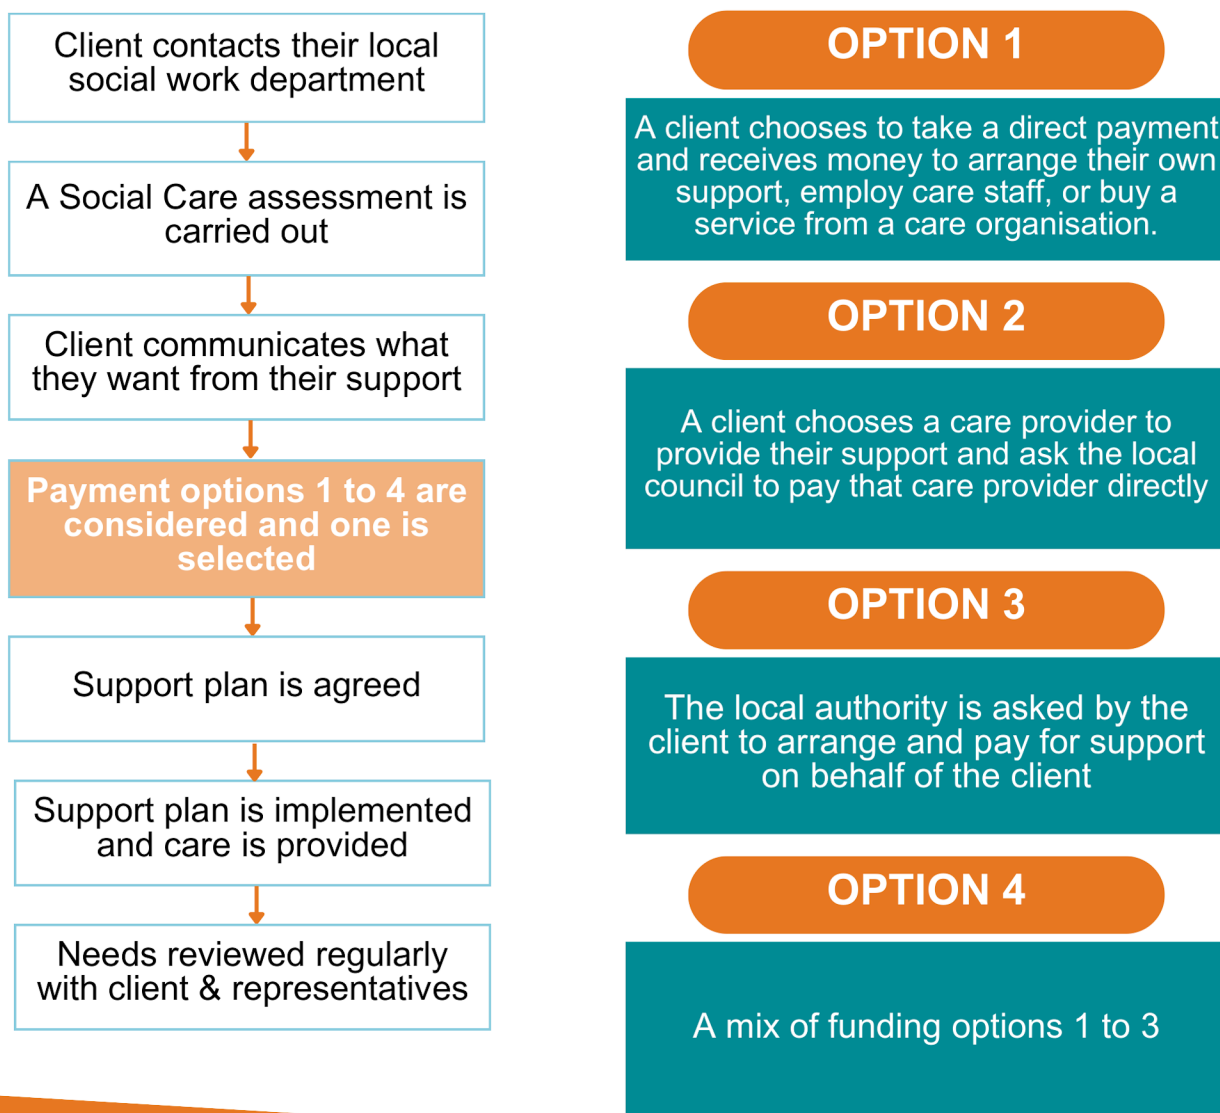 Client contacts their local
social work department
A Social Care assessment is
carried out
Client communicates what
they want from their support
Payment options 1 to 4 are
considered and one is
selected
Support plan is agreed
Support plan is implemented
and care is provided
Needs reviewed regularly
with client & representatives
OPTION 1
A client chooses to take a direct payment
and receives money to arrange their own
support, employ care staff, or buy a
service from a care organisation.
OPTION 2
A client chooses a care provider to
provide their support and ask the local
council to pay that care provider directly
OPTION 3
The local authority is asked by the
client to arrange and pay for support
on behalf of the client
OPTION 4
A mix of funding options 1 to 3